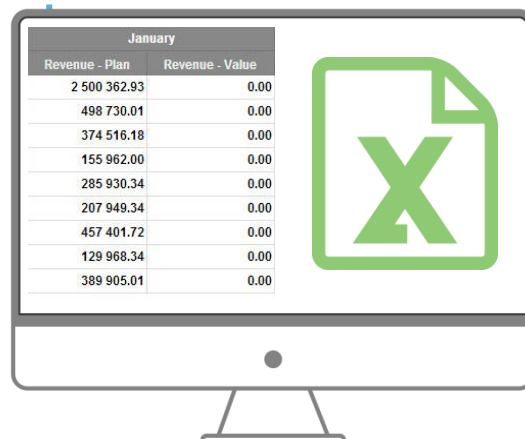 January
Revenue - Plan Revenue - Value
2 500 362.93 0.00
498 730.01 0.00
374 516.18 0.00
155 962.00 0.00
285 930.34 0.00
207 949.34 0.00
457 401.72 0.00
129 968.34 0.00
389 905.01 0.00
X